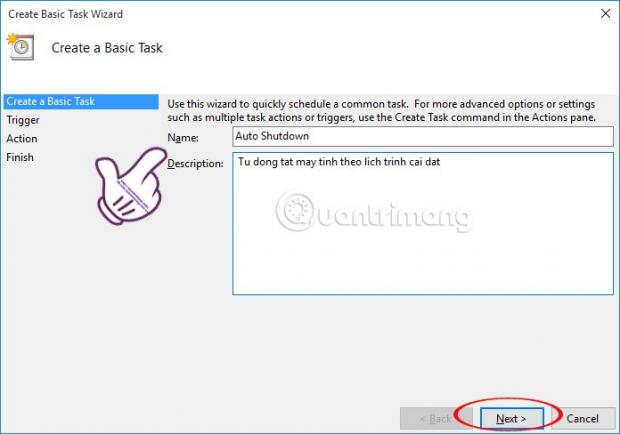 Create Basic Task Wizard
Create a Basic Task
Create a Basic Task
Trigger
Action
Finish
Use this wizard to quickly schedule a common task. For more advanced options or settings
such as multiple task actions or triggers, use the Create Task command in the Actions pane.
Name: Auto Shutdown
Description: Tu dong tat may tinh theo lich trinh cai dat
Quantrimang
< Back Next > Cancel